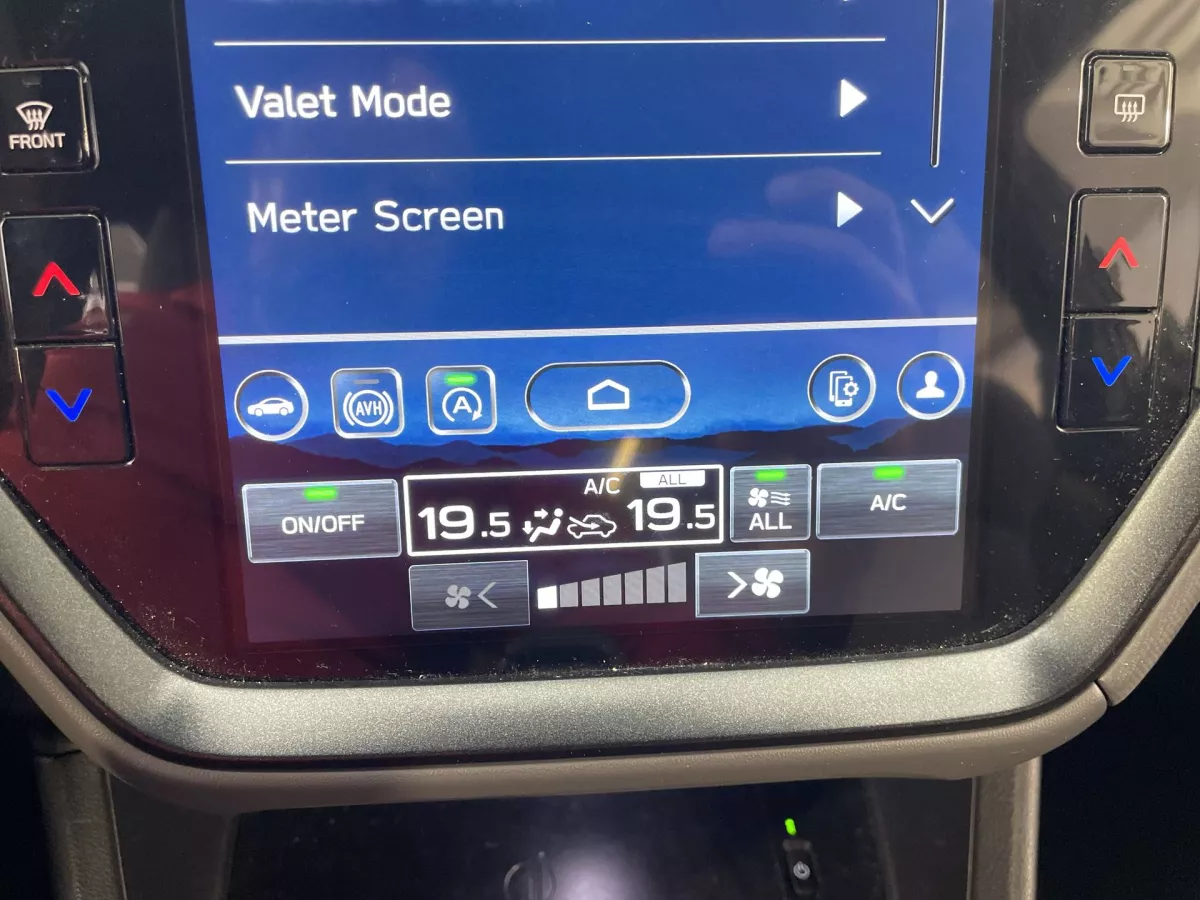 Valet Mode
FRONT
Meter Screen
AVH
A
A/C
ALL
ON/OFF
19.5
19.5
ALL
A/C